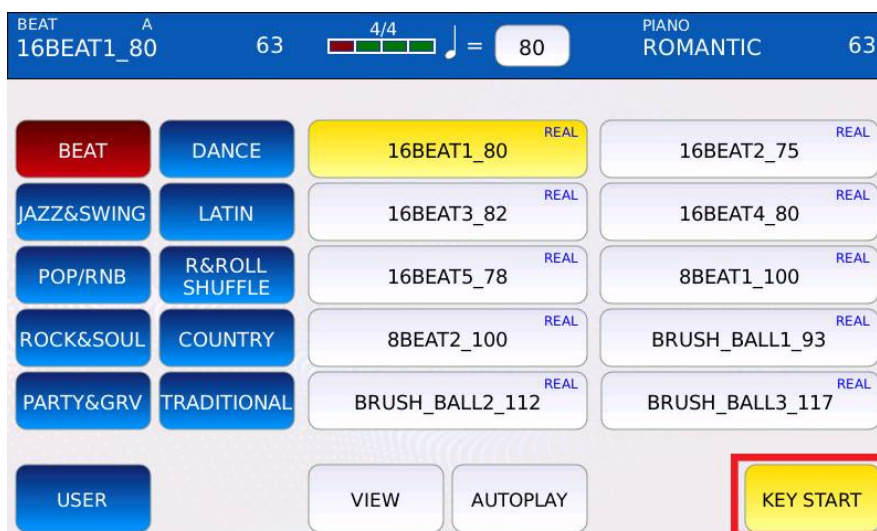 BEAT A
16BEAT1_80 63 4/4 = 80 PIANO
ROMANTIC 63
BEAT DANCE 16BEAT1_80 REAL 16BEAT2_75 REAL
JAZZ&SWING LATIN 16BEAT3_82 REAL 16BEAT4_80 REAL
POP/RNB R&ROLL
SHUFFLE 16BEAT5_78 REAL 8BEAT1_100 REAL
ROCK&SOUL COUNTRY 8BEAT2_100 REAL BRUSH_BALL1_93 REAL
PARTY&GRV TRADITIONAL BRUSH_BALL2_112 REAL BRUSH_BALL3_117 REAL
USER VIEW AUTOPLAY KEY START